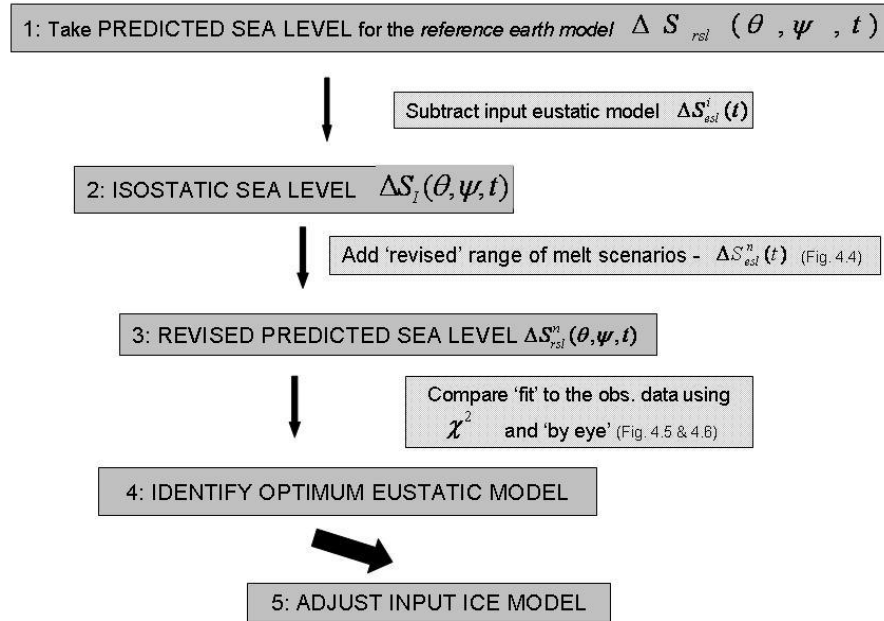 1: Take PREDICTED SEA LEVEL for the reference earth model Δ S rsl (θ , ψ , t)
Subtract input eustatic model ΔS^i_esl(t)
2: ISOSTATIC SEA LEVEL ΔS_I(θ,ψ,t)
Add 'revised' range of melt scenarios - ΔS^n_esl(t) (Fig. 4.4)
3: REVISED PREDICTED SEA LEVEL ΔS^n_rsl(θ,ψ,t)
Compare 'fit' to the obs. data using
χ² and 'by eye' (Fig. 4.5 & 4.6)
4: IDENTIFY OPTIMUM EUSTATIC MODEL
5: ADJUST INPUT ICE MODEL